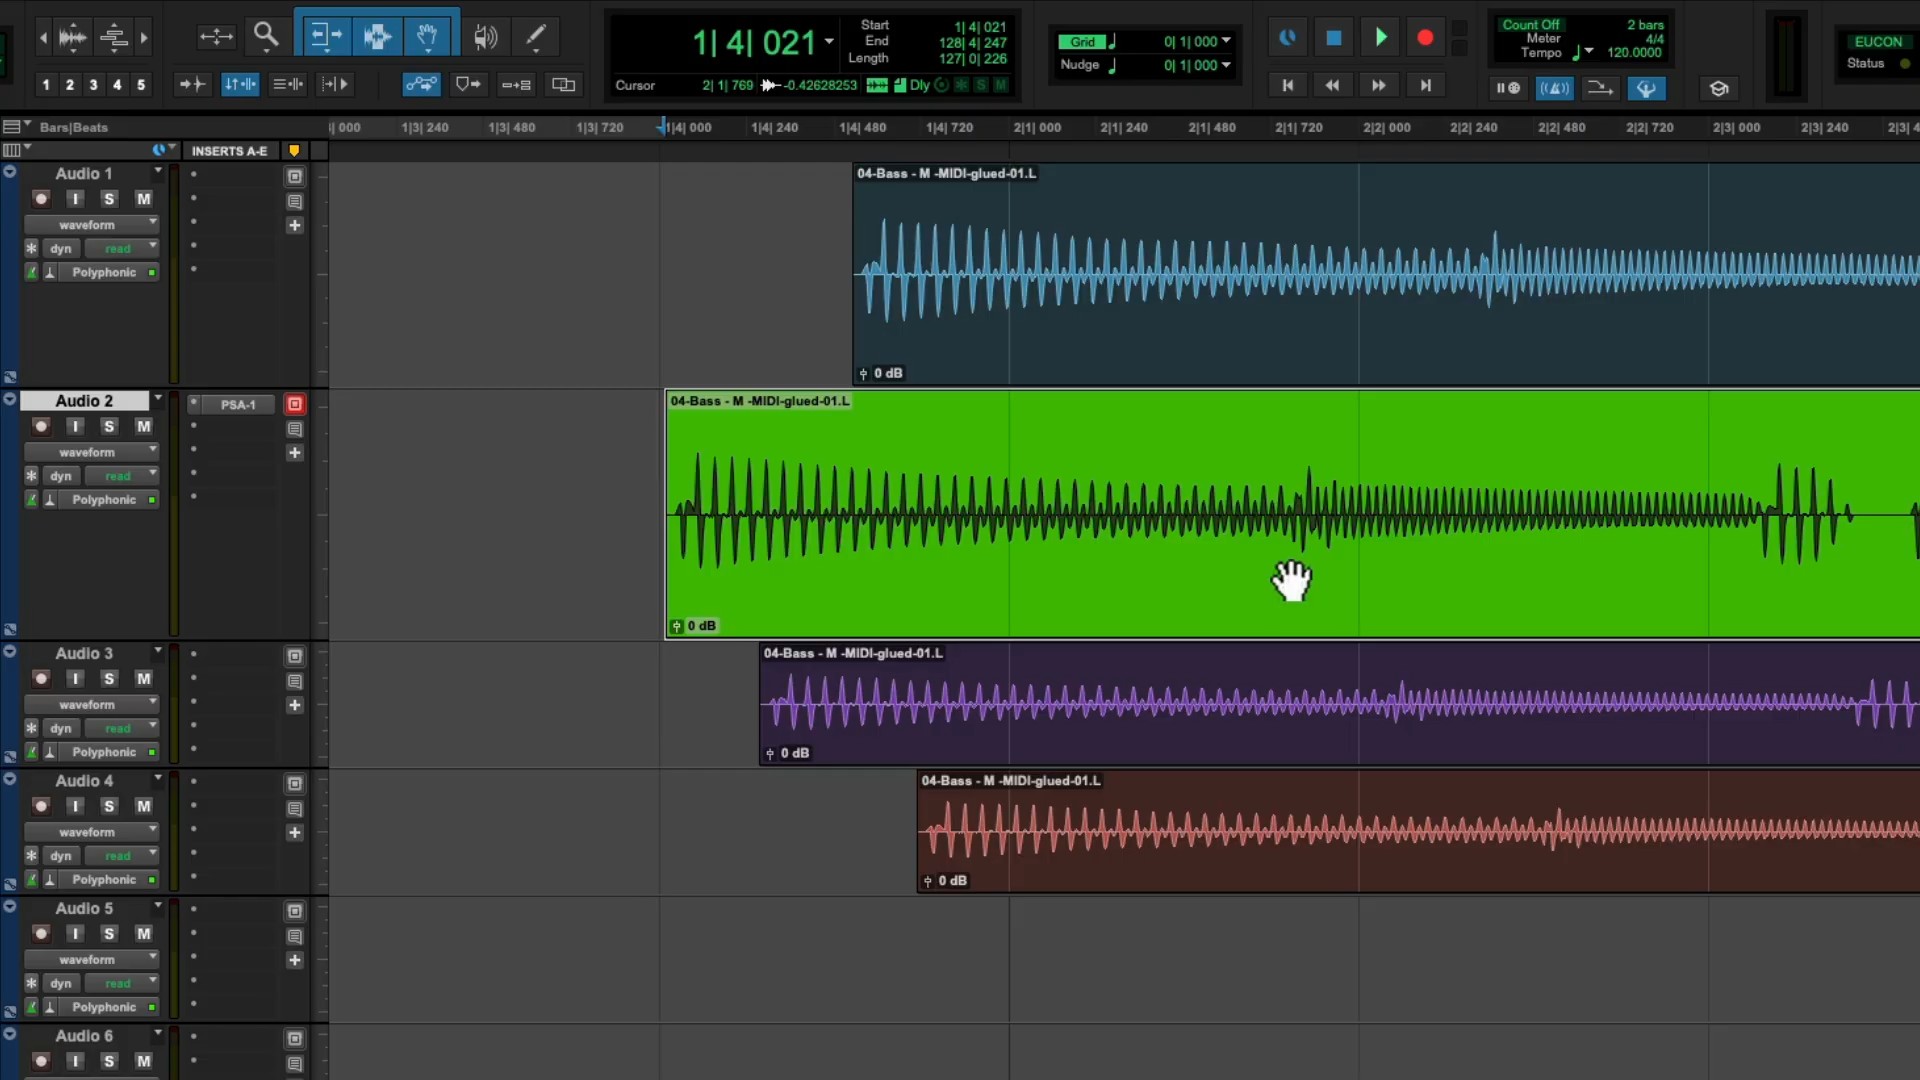 1| 4| 021
Start 1| 4| 021
End 128| 4| 247
Length 127| 0| 226
Cursor 2| 1| 769 -0.42628253 Dly S M
Grid 0| 1| 000
Nudge 0| 1| 000
Count Off 2 bars
Meter 4/4
Tempo 120.0000
EUCON
Status
1 2 3 4 5
Bars|Beats
| 000 1|3| 240 1|3| 480 1|3| 720 1|4| 000 1|4| 240 1|4| 480 1|4| 720 2|1| 000 2|1| 240 2|1| 480 2|1| 720 2|2| 000 2|2| 240 2|2| 480 2|2| 720 2|3| 000 2|3| 240 2|3| 4
INSERTS A-E
Audio 1
I S M
waveform
dyn read
Polyphonic
04-Bass - M -MIDI-glued-01.L
0 dB
Audio 2
PSA-1
I S M
waveform
dyn read
Polyphonic
04-Bass - M -MIDI-glued-01.L
0 dB
Audio 3
I S M
waveform
dyn read
Polyphonic
04-Bass - M -MIDI-glued-01.L
0 dB
Audio 4
I S M
waveform
dyn read
Polyphonic
04-Bass - M -MIDI-glued-01.L
0 dB
Audio 5
I S M
waveform
dyn read
Polyphonic
Audio 6
I S M